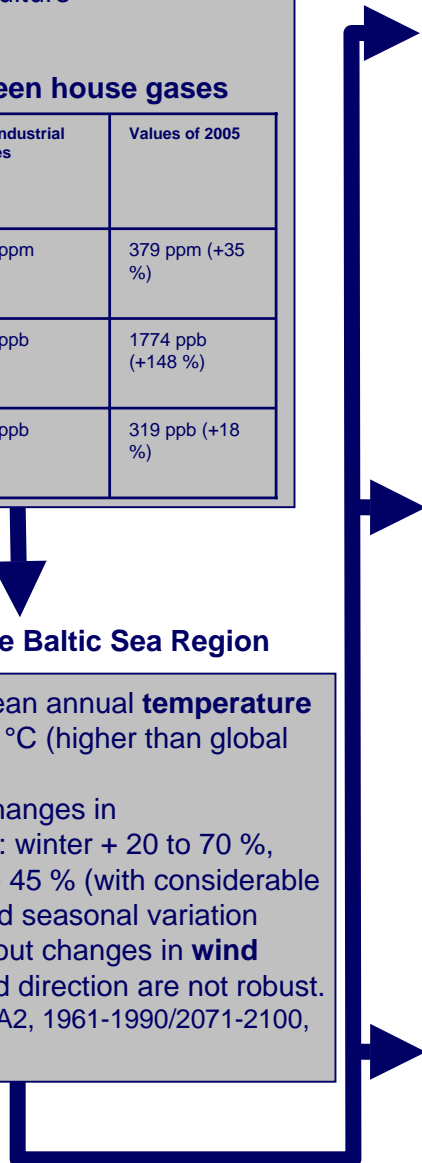 een house gases
ndustrial
es
Values of 2005
ppm
379 ppm (+35
%)
ppb
1774 ppb
(+148 %)
ppb
319 ppb (+18
%)
e Baltic Sea Region
ean annual temperature
°C (higher than global
hanges in
: winter + 20 to 70 %,
45 % (with considerable
d seasonal variation
out changes in wind
d direction are not robust.
A2, 1961-1990/2071-2100,